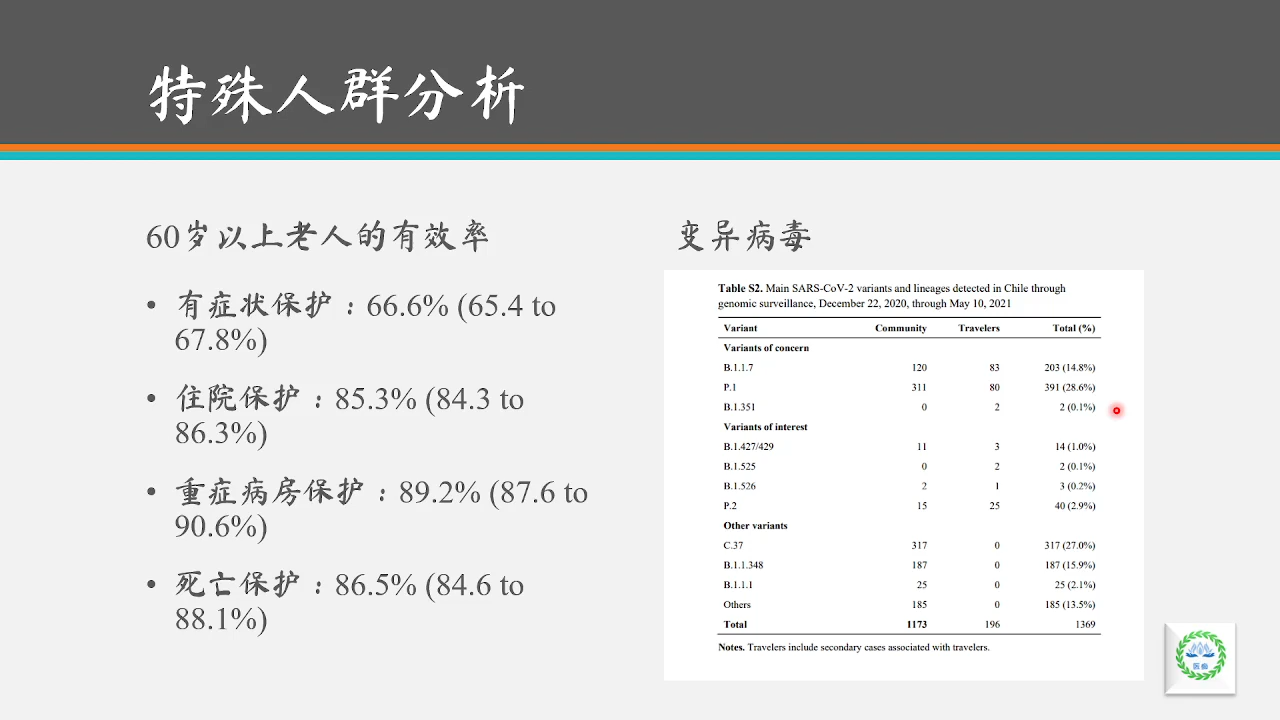 特殊人群分析
60岁以上老人的有效率
• 有症状保护：66.6% (65.4 to
67.8%)
• 住院保护：85.3% (84.3 to
86.3%)
• 重症病房保护：89.2% (87.6 to
90.6%)
• 死亡保护：86.5% (84.6 to
88.1%)
变异病毒
Table S2. Main SARS-CoV-2 variants and lineages detected in Chile through
genomic surveillance, December 22, 2020, through May 10, 2021
Variant Community Travelers Total (%)
Variants of concern
B.1.1.7 120 83 203 (14.8%)
P.1 311 80 391 (28.6%)
B.1.351 0 2 2 (0.1%)
Variants of interest
B.1.427/429 11 3 14 (1.0%)
B.1.525 0 2 2 (0.1%)
B.1.526 2 1 3 (0.2%)
P.2 15 25 40 (2.9%)
Other variants
C.37 317 0 317 (27.0%)
B.1.1.348 187 0 187 (15.9%)
B.1.1.1 25 0 25 (2.1%)
Others 185 0 185 (13.5%)
Total 1173 196 1369
Notes. Travelers include secondary cases associated with travelers.